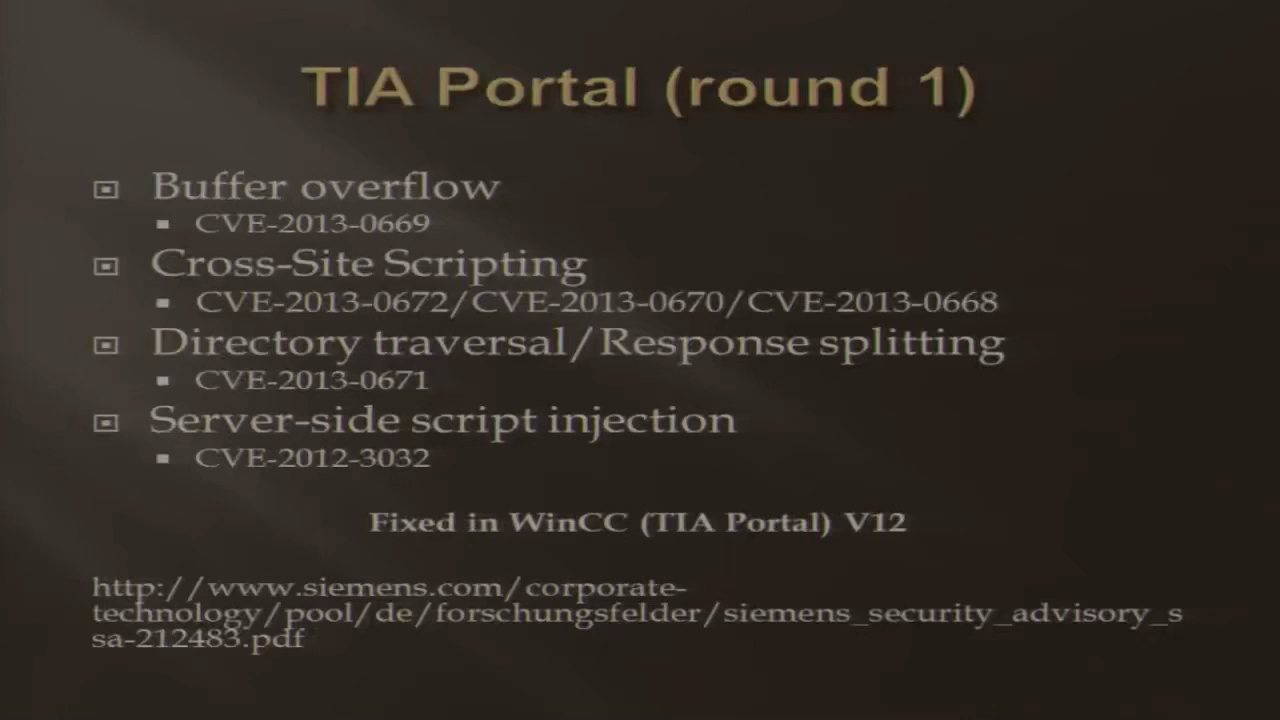 TIA Portal (round 1)
Buffer overflow
CVE-2013-0669
Cross-Site Scripting
CVE-2013-0672/CVE-2013-0670/CVE-2013-0668
Directory traversal/Response splitting
CVE-2013-0671
Server-side script injection
CVE-2012-3032
Fixed in WinCC (TIA Portal) V12
http://www.siemens.com/corporate-
technology/pool/de/forschungsfelder/siemens_security_advisory_s
sa-212483.pdf